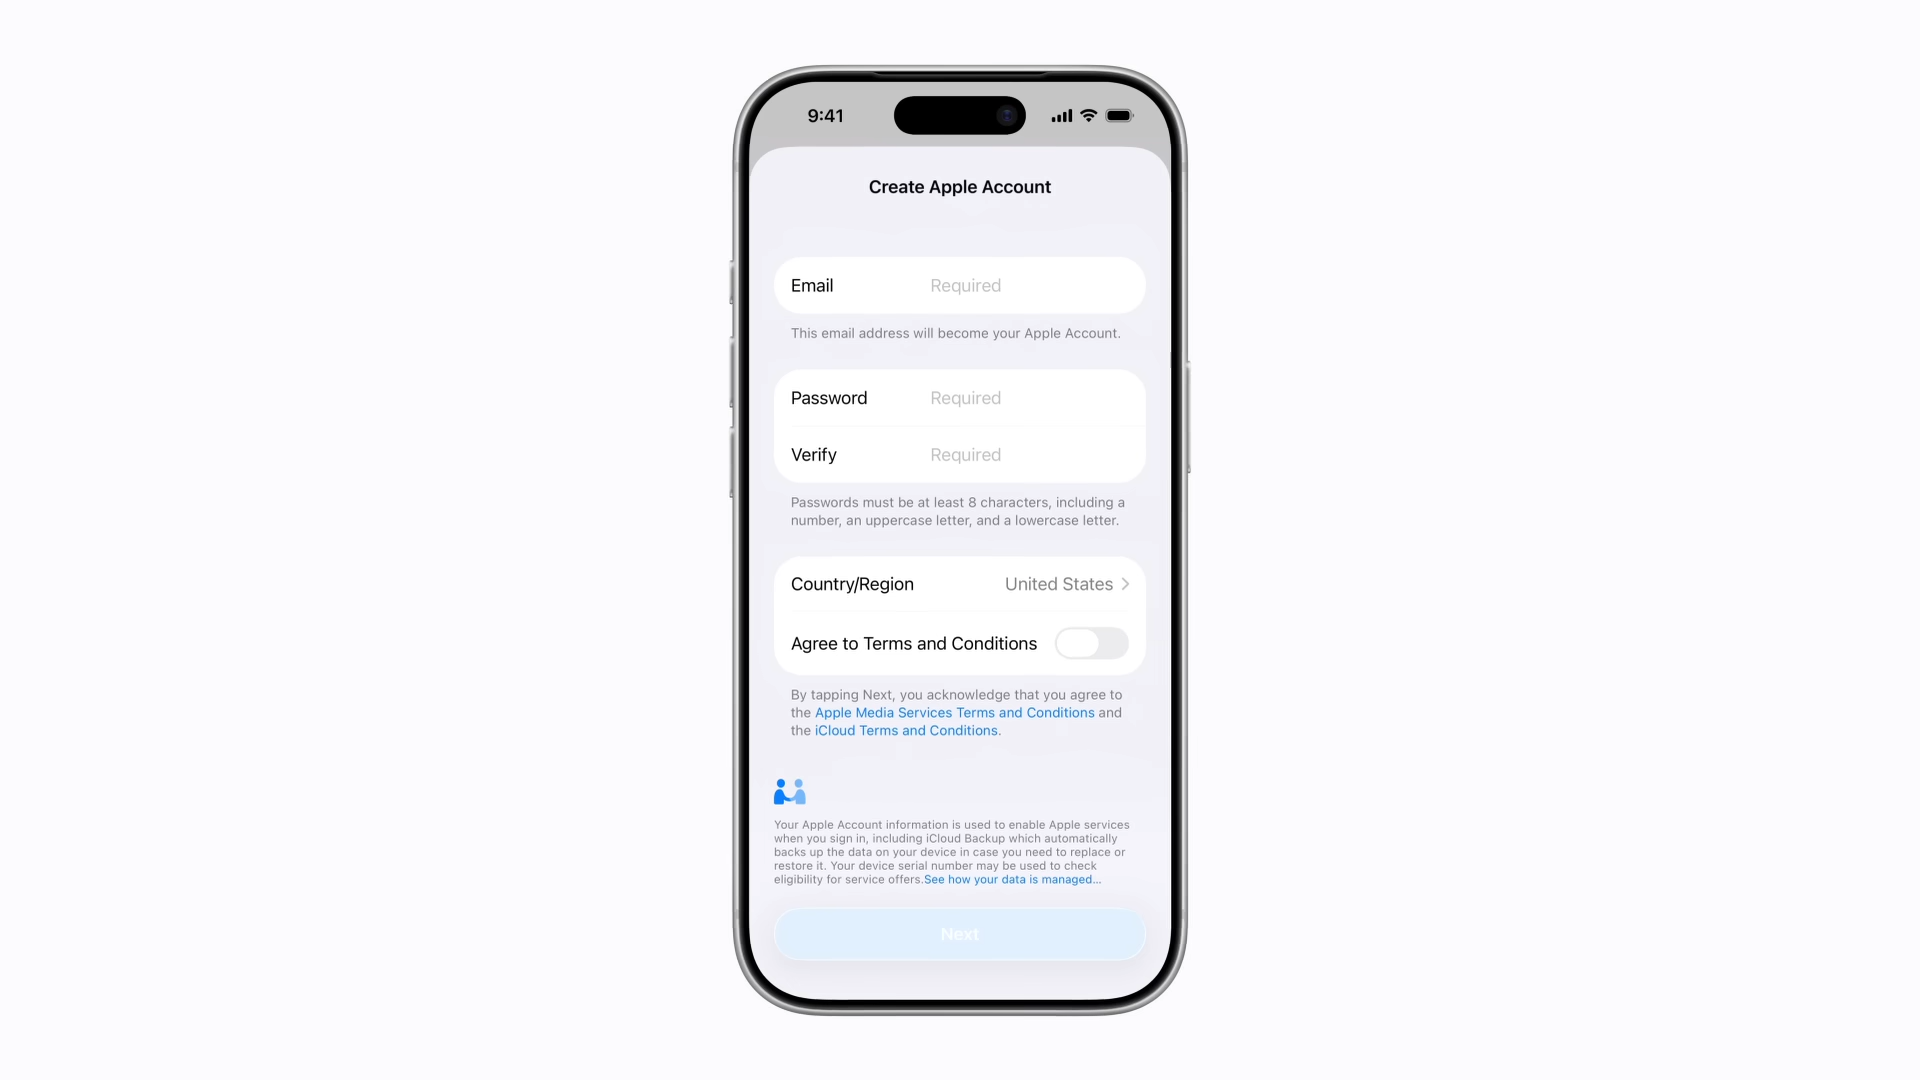 9:41
Create Apple Account
Email Required
This email address will become your Apple Account.
Password Required
Verify Required
Passwords must be at least 8 characters, including a
number, an uppercase letter, and a lowercase letter.
Country/Region United States
Agree to Terms and Conditions
By tapping Next, you acknowledge that you agree to
the Apple Media Services Terms and Conditions and
the iCloud Terms and Conditions.
Your Apple Account information is used to enable Apple services
when you sign in, including iCloud Backup which automatically
backs up the data on your device in case you need to replace or
restore it. Your device serial number may be used to check
eligibility for service offers.See how your data is managed...
Next